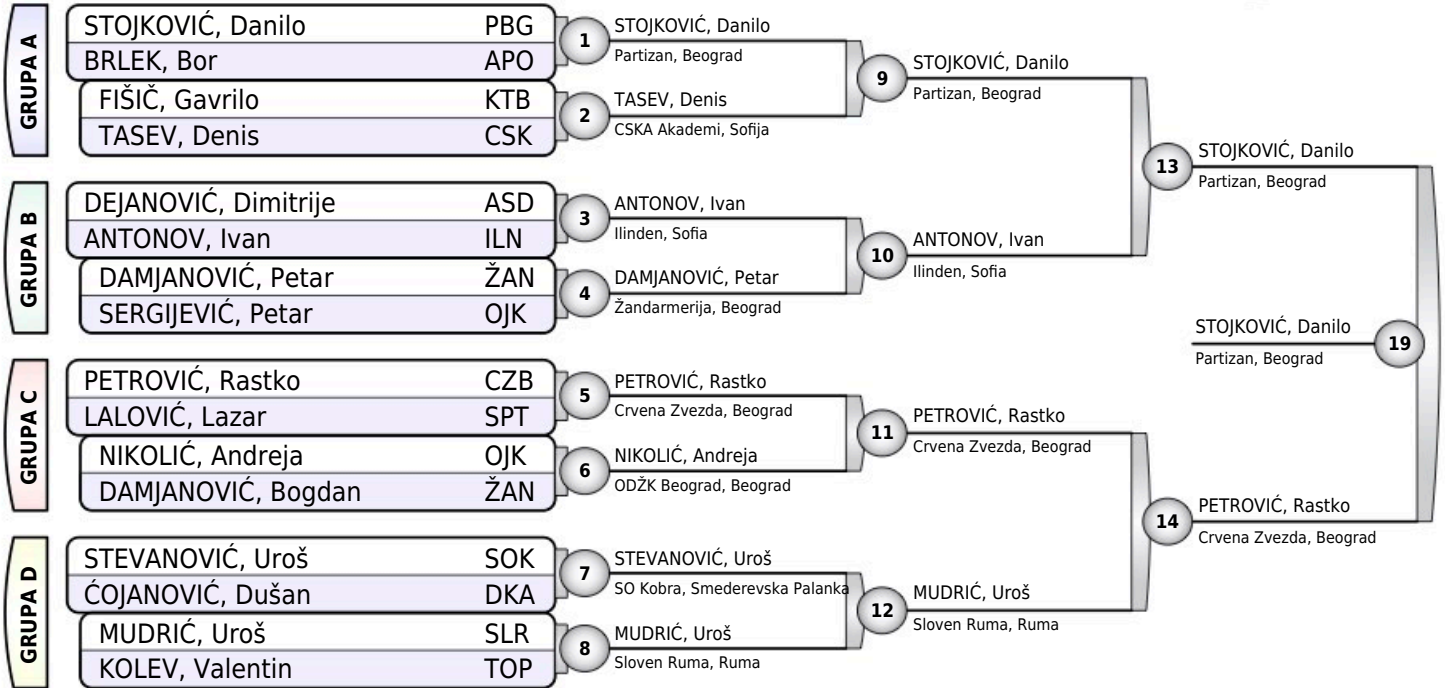 GRUPA A
STOJKOVIĆ, Danilo PBG
BRLEK, Bor APO
FIŠIČ, Gavrilo KTB
TASEV, Denis CSK
GRUPA B
DEJANOVIĆ, Dimitrije ASD
ANTONOV, Ivan ILN
DAMJANOVIĆ, Petar ŽAN
SERGIJEVIĆ, Petar OJK
GRUPA C
PETROVIĆ, Rastko CZB
LALOVIĆ, Lazar SPT
NIKOLIĆ, Andreja OJK
DAMJANOVIĆ, Bogdan ŽAN
GRUPA D
STEVANOVIĆ, Uroš SOK
ĆOJANOVIĆ, Dušan DKA
MUDRIĆ, Uroš SLR
KOLEV, Valentin TOP
1
STOJKOVIĆ, Danilo
Partizan, Beograd
2
TASEV, Denis
CSKA Akademi, Sofija
3
ANTONOV, Ivan
Ilinden, Sofia
4
DAMJANOVIĆ, Petar
Žandarmerija, Beograd
5
PETROVIĆ, Rastko
Crvena Zvezda, Beograd
6
NIKOLIĆ, Andreja
ODŽK Beograd, Beograd
7
STEVANOVIĆ, Uroš
SO Kobra, Smederevska Palanka
8
MUDRIĆ, Uroš
Sloven Ruma, Ruma
9
STOJKOVIĆ, Danilo
Partizan, Beograd
10
ANTONOV, Ivan
Ilinden, Sofia
11
PETROVIĆ, Rastko
Crvena Zvezda, Beograd
12
MUDRIĆ, Uroš
Sloven Ruma, Ruma
13
STOJKOVIĆ, Danilo
Partizan, Beograd
14
PETROVIĆ, Rastko
Crvena Zvezda, Beograd
STOJKOVIĆ, Danilo
Partizan, Beograd
19